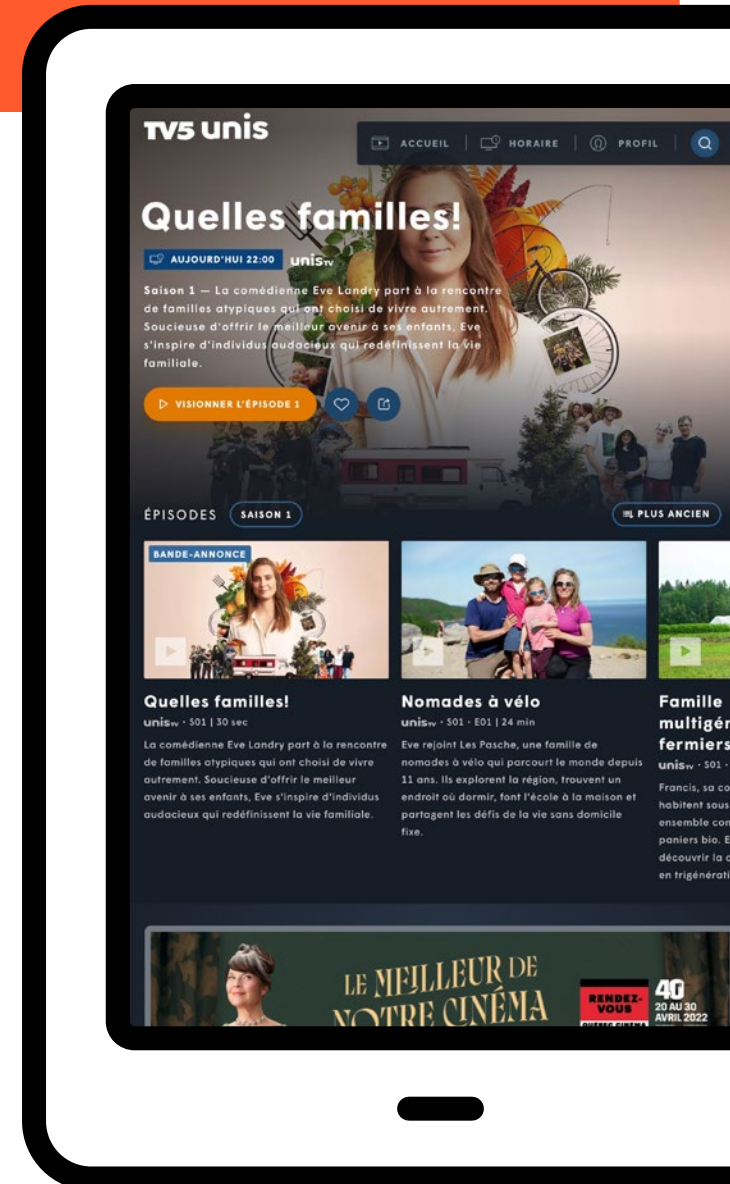 TV5 unis
ACCUEIL
HORAIRE
PROFIL
Quelles familles!
AUJOURD'HUI 22:00
unisTV
Saison 1 — La comédienne Eve Landry part à la rencontre
de familles atypiques qui ont choisi de vivre autrement.
Soucieuse d'offrir le meilleur avenir à ses enfants, Eve
s'inspire d'individus audacieux qui redéfinissent la vie
familiale.
VISIONNER L'ÉPISODE 1
ÉPISODES
SAISON 1
PLUS ANCIEN
BANDE-ANNONCE
Quelles familles!
unisTV · S01 | 30 sec
La comédienne Eve Landry part à la rencontre
de familles atypiques qui ont choisi de vivre
autrement. Soucieuse d'offrir le meilleur
avenir à ses enfants, Eve s'inspire d'individus
audacieux qui redéfinissent la vie familiale.
Nomades à vélo
unisTV · S01 · E01 | 24 min
Eve rejoint Les Pasche, une famille de
nomades à vélo qui parcourt le monde depuis
11 ans. Ils explorent la région, trouvent un
endroit où dormir, font l'école à la maison et
partagent les défis de la vie sans domicile
fixe.
Famille
multigér
fermiers
unisTV · S01 ·
Francis, sa co
habitent sous
ensemble con
paniers bio. E
découvrir la c
en trigénérati
LE MEILLEUR DE
NOTRE CINÉMA
RENDEZ-
VOUS
QUÉBEC CINÉMA
40
20 AU 30
AVRIL 2022